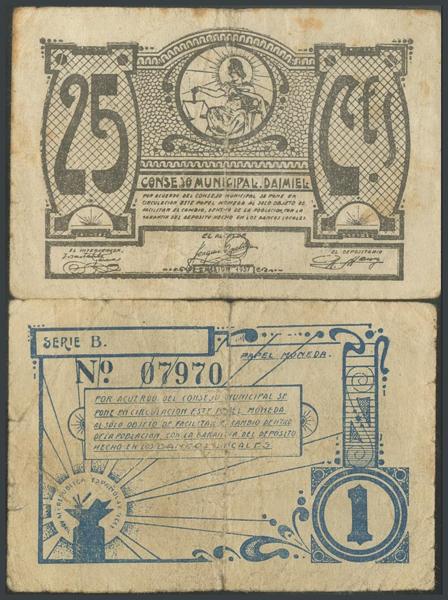 25
Cts
CONSEJO MUNICIPAL. DAIMIEL
POR ACUERDO DEL CONSEJO MUNICIPAL SE PONE EN
CIRCULACION ESTE PAPEL MONEDA AL SOLO OBJETO DE
FACILITAR EL CAMBIO, DENTRO DE LA POBLACION, CON LA
GARANTIA DEL DEPOSITO HECHO EN LOS BANCOS LOCALES
EL INTERVENTOR,
EL ALCALDE
EL DEPOSITARIO
EMISION 1937
SERIE B.
Nº 07970
PAPEL MONEDA.
POR ACUERDO DEL CONSEJO MUNICIPAL SE
PONE EN CIRCULACION ESTE PAPEL MONEDA
AL SOLO OBJETO DE FACILITAR EL CAMBIO DENTRO
DE LA POBLACION CON LA GARANTIA DEL DEPOSITO
HECHO EN LOS BANCOS LOCALES
REPUBLICA ESPAÑOLA
1